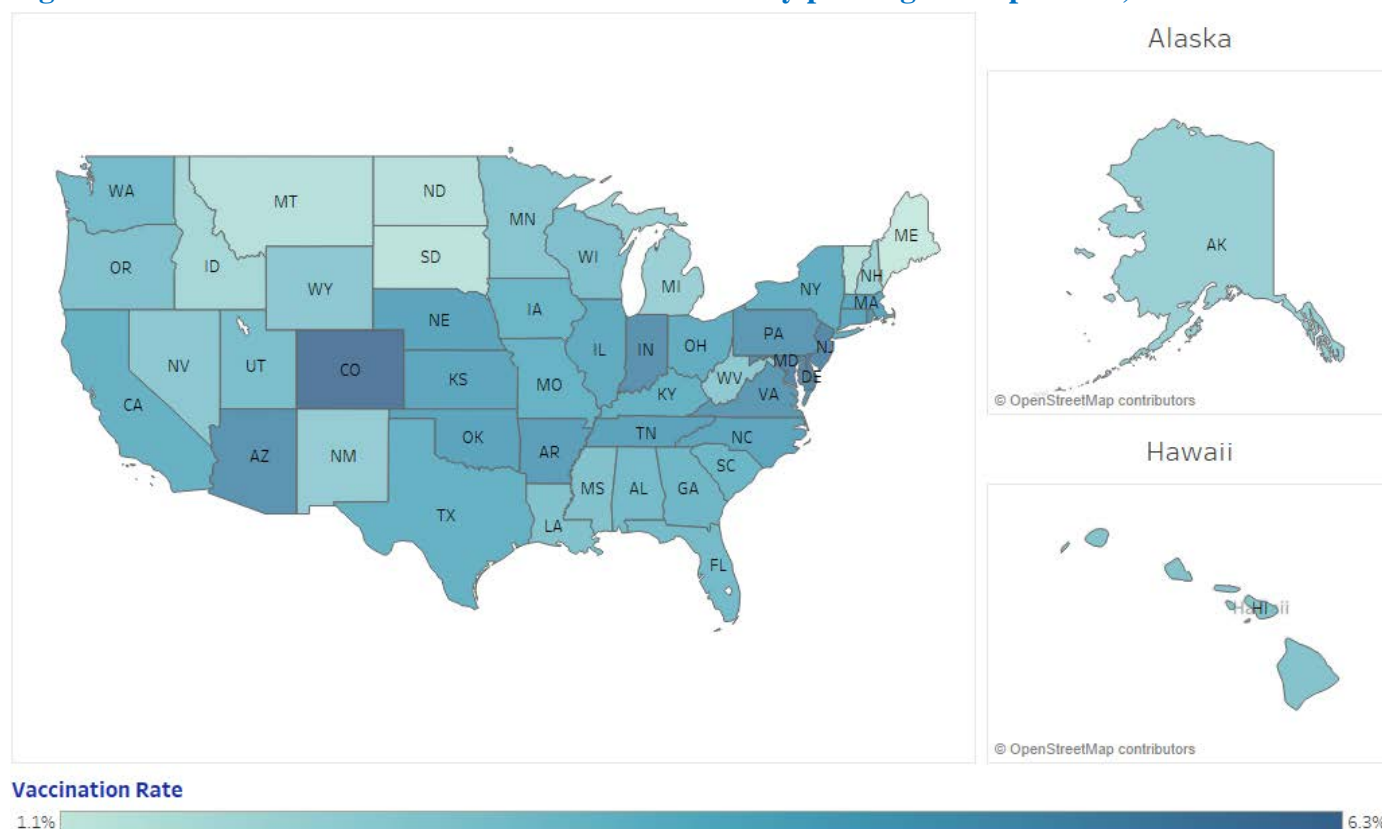 Alaska
WA
MT
ND
MN
ME
OR
ID
SD
WI
NH
WY
MI
NY
MA
NE
IA
PA
NV
UT
CO
IL
IN
OH
NJ
KS
MO
WV
MD
DE
CA
KY
VA
AZ
NM
OK
AR
TN
NC
SC
TX
MS
AL
GA
LA
FL
AK
© OpenStreetMap contributors
Hawaii
HI
© OpenStreetMap contributors
Vaccination Rate
1.1%
6.3%